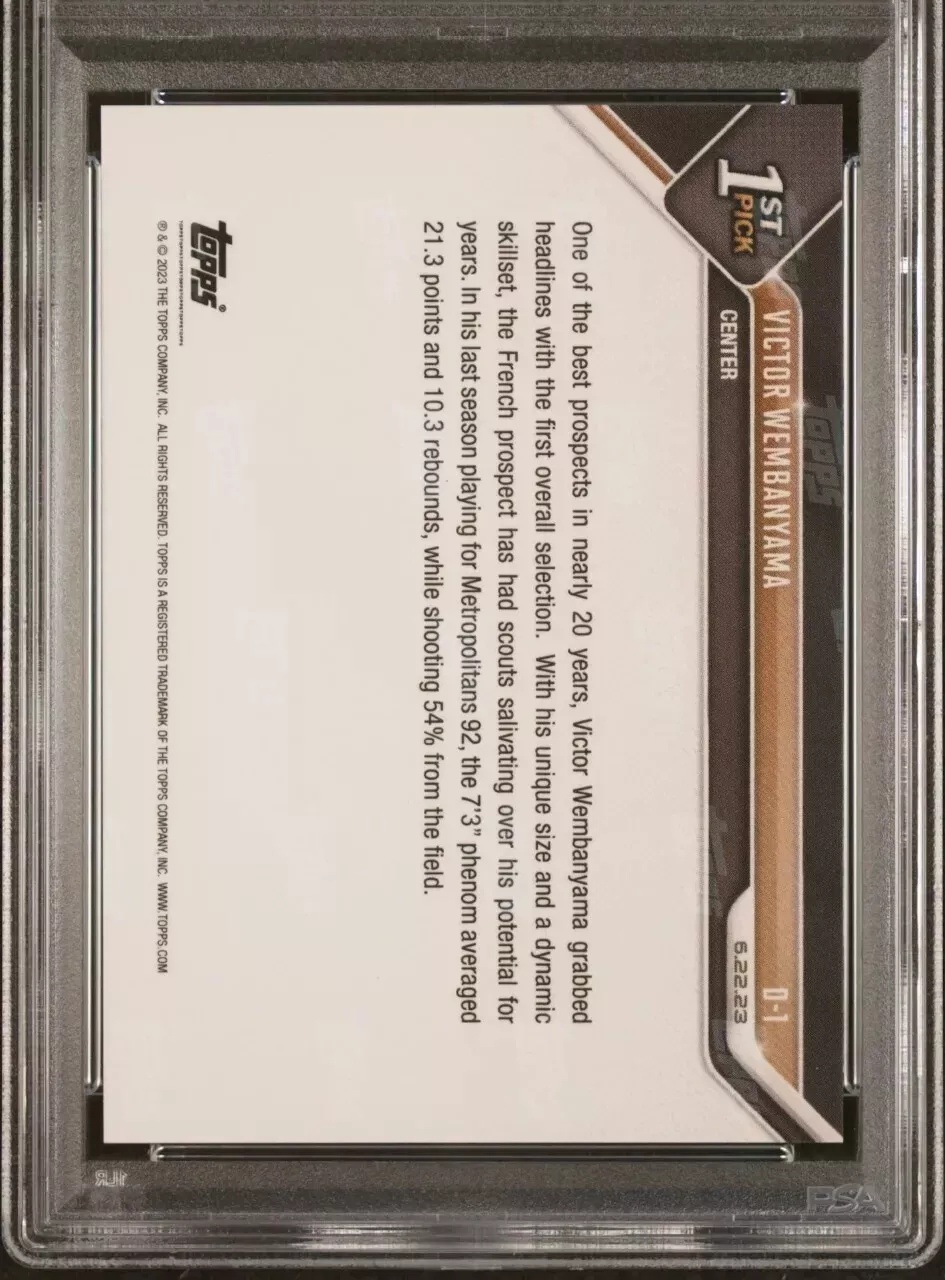 1ST
PICK
VICTOR WEMBANYAMA
D-1
CENTER
6.22.23
One of the best prospects in nearly 20 years, Victor Wembanyama grabbed
headlines with the first overall selection. With his unique size and a dynamic
skillset, the French prospect has had scouts salivating over his potential for
years. In his last season playing for Metropolitans 92, the 7'3" phenom averaged
21.3 points and 10.3 rebounds, while shooting 54% from the field.
topps®
® & © 2023 THE TOPPS COMPANY, INC. ALL RIGHTS RESERVED. TOPPS IS A REGISTERED TRADEMARK OF THE TOPPS COMPANY, INC. WWW.TOPPS.COM
PSA